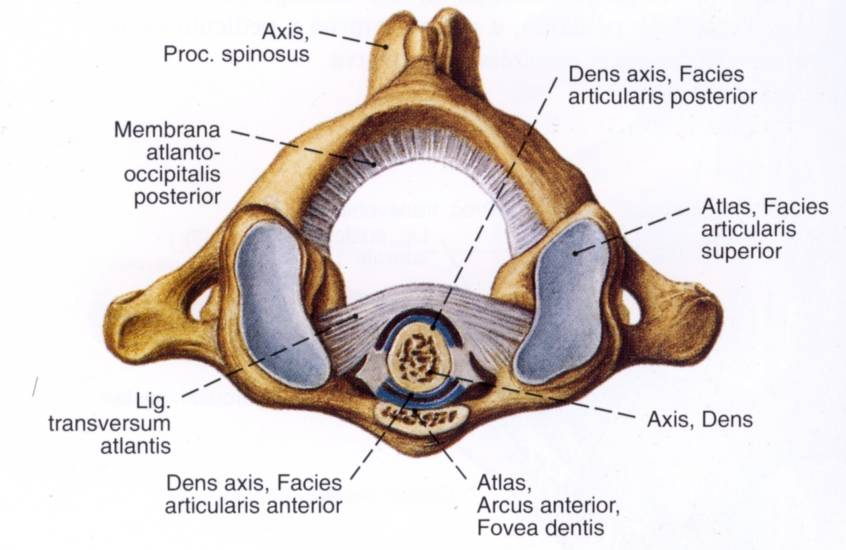 Axis,
Proc. spinosus
Dens axis, Facies
articularis posterior
Membrana
atlanto-
occipitalis
posterior
Atlas, Facies
articularis
superior
Lig.
transversum
atlantis
Axis, Dens
Dens axis, Facies
articularis anterior
Atlas,
Arcus anterior,
Fovea dentis